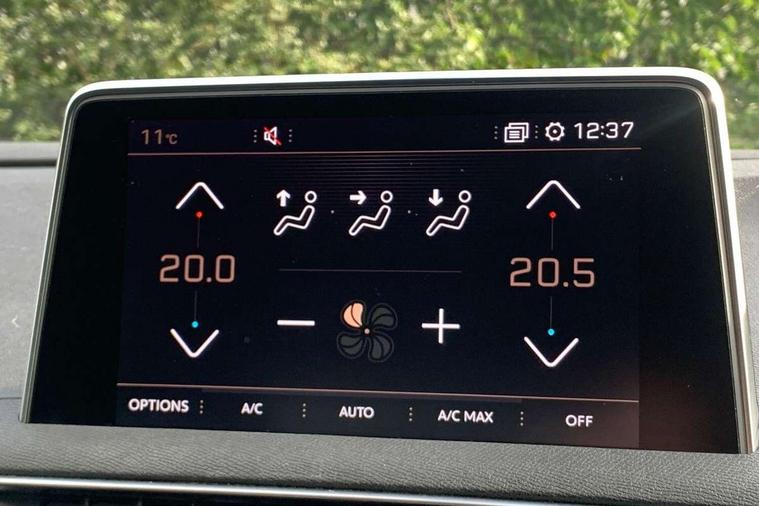 11°C 12:37
20.0 20.5
OPTIONS A/C AUTO A/C MAX OFF